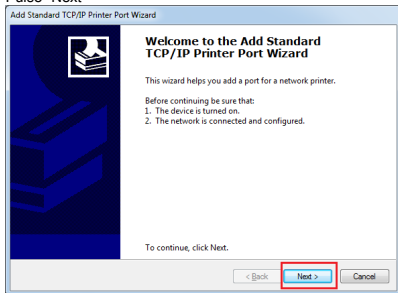 Pulse "Next"
Add Standard TCP/IP Printer Port Wizard
Welcome to the Add Standard
TCP/IP Printer Port Wizard
This wizard helps you add a port for a network printer.
Before continuing be sure that:
1. The device is turned on.
2. The network is connected and configured.
To continue, click Next.
< Back
Next >
Cancel